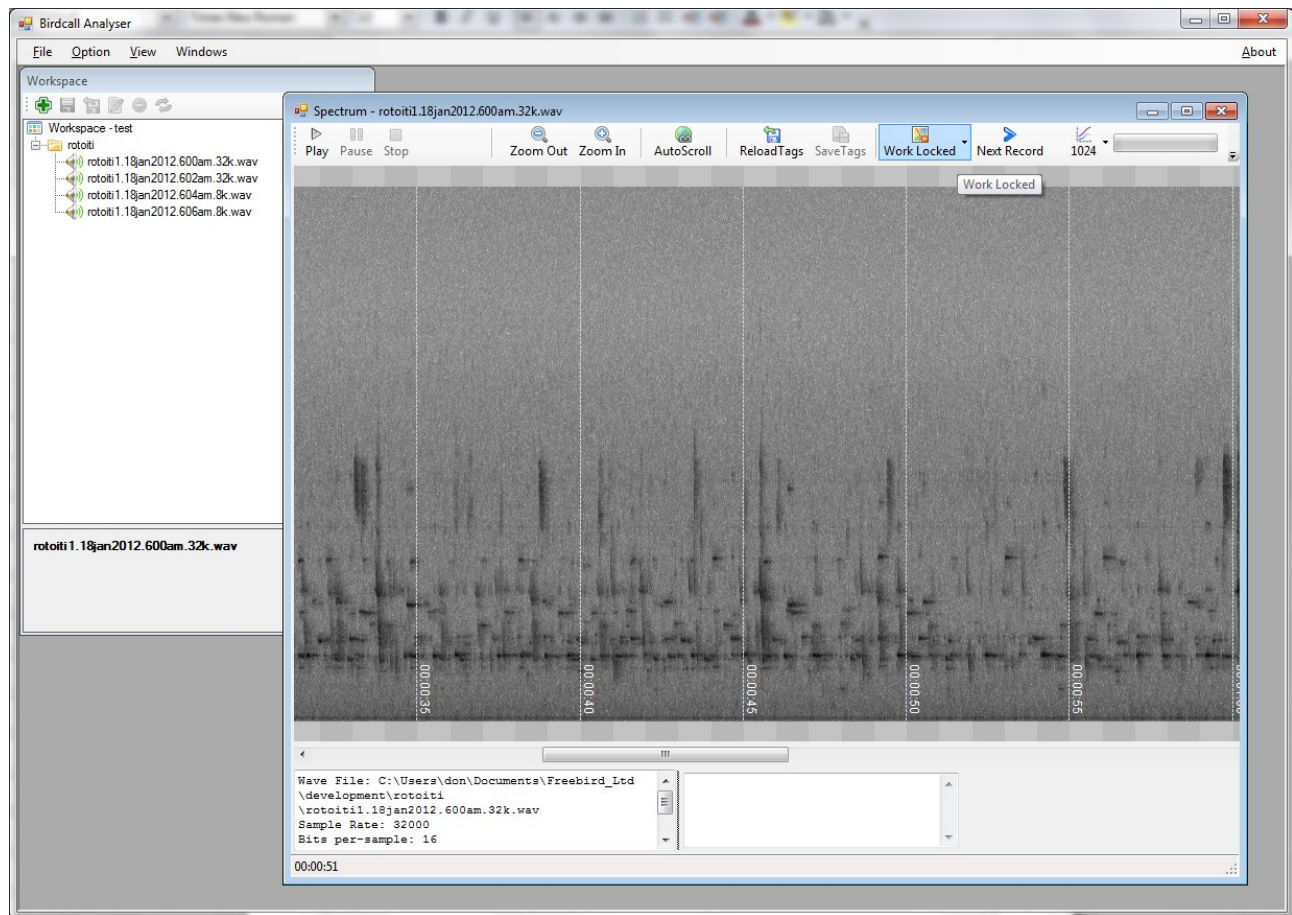 Birdcall Analyser
File Option View Windows About
Workspace
Workspace - test
rotoiti
rotoiti1.18jan2012.600am.32k.wav
rotoiti1.18jan2012.602am.32k.wav
rotoiti1.18jan2012.604am.8k.wav
rotoiti1.18jan2012.606am.8k.wav
rotoiti1.18jan2012.600am.32k.wav
Spectrum - rotoiti1.18jan2012.600am.32k.wav
Play Pause Stop Zoom Out Zoom In AutoScroll ReloadTags SaveTags Work Locked Next Record 1024
Work Locked
00:00:35 00:00:40 00:00:45 00:00:50 00:00:55
Wave File: C:\Users\don\Documents\Freebird_Ltd
\development\rotoiti
\rotoiti1.18jan2012.600am.32k.wav
Sample Rate: 32000
Bits per-sample: 16
00:00:51